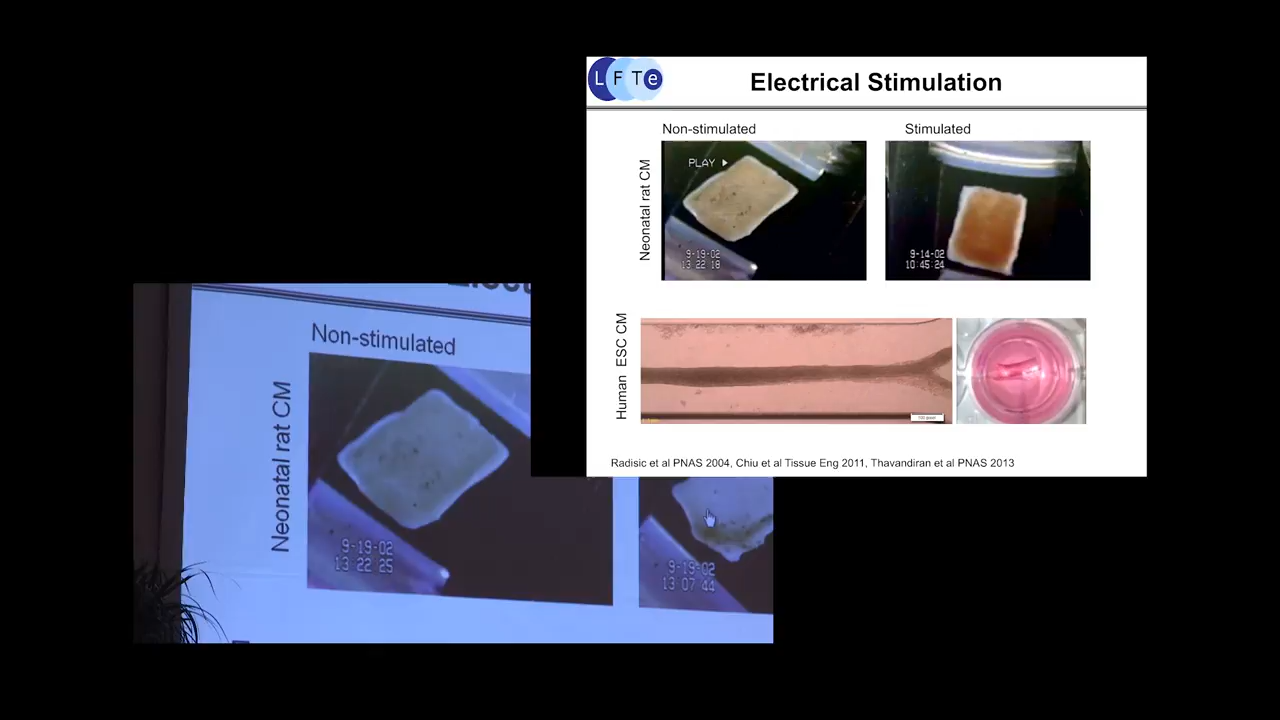 L F T e
Electrical Stimulation
Non-stimulated
Stimulated
Neonatal rat CM
PLAY
9-19-02
13 22 18
9-14-02
10:45:24
Human ESC CM
Radisic et al PNAS 2004, Chiu et al Tissue Eng 2011, Thavandiran et al PNAS 2013
Non-stimulated
Neonatal rat CM
9-19-02
13 22 25
9-19-02
13 07 44